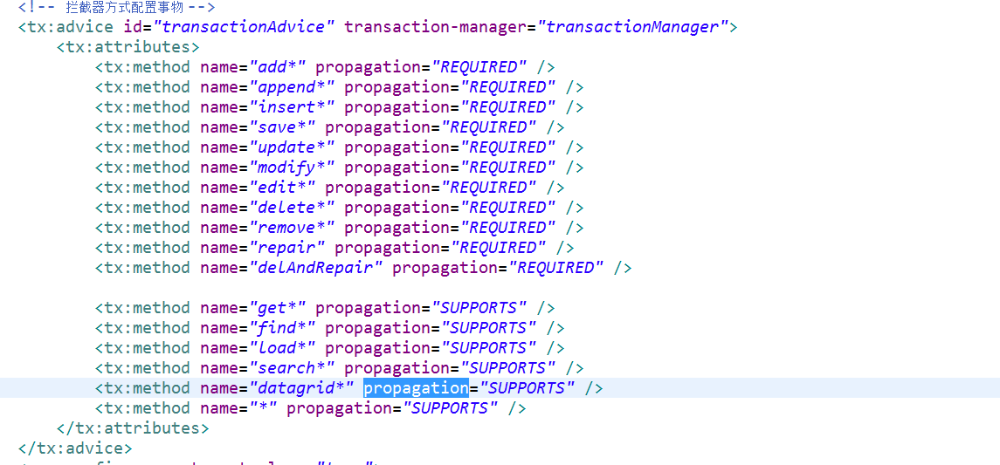 <!-- 拦截器方式配置事物 -->
<tx:advice id="transactionAdvice" transaction-manager="transactionManager">
<tx:attributes>
<tx:method name="add*" propagation="REQUIRED" />
<tx:method name="append*" propagation="REQUIRED" />
<tx:method name="insert*" propagation="REQUIRED" />
<tx:method name="save*" propagation="REQUIRED" />
<tx:method name="update*" propagation="REQUIRED" />
<tx:method name="modify*" propagation="REQUIRED" />
<tx:method name="edit*" propagation="REQUIRED" />
<tx:method name="delete*" propagation="REQUIRED" />
<tx:method name="remove*" propagation="REQUIRED" />
<tx:method name="repair" propagation="REQUIRED" />
<tx:method name="delAndRepair" propagation="REQUIRED" />
<tx:method name="get*" propagation="SUPPORTS" />
<tx:method name="find*" propagation="SUPPORTS" />
<tx:method name="load*" propagation="SUPPORTS" />
<tx:method name="search*" propagation="SUPPORTS" />
<tx:method name="datagrid*" propagation="SUPPORTS" />
<tx:method name="*" propagation="SUPPORTS" />
</tx:attributes>
</tx:advice>